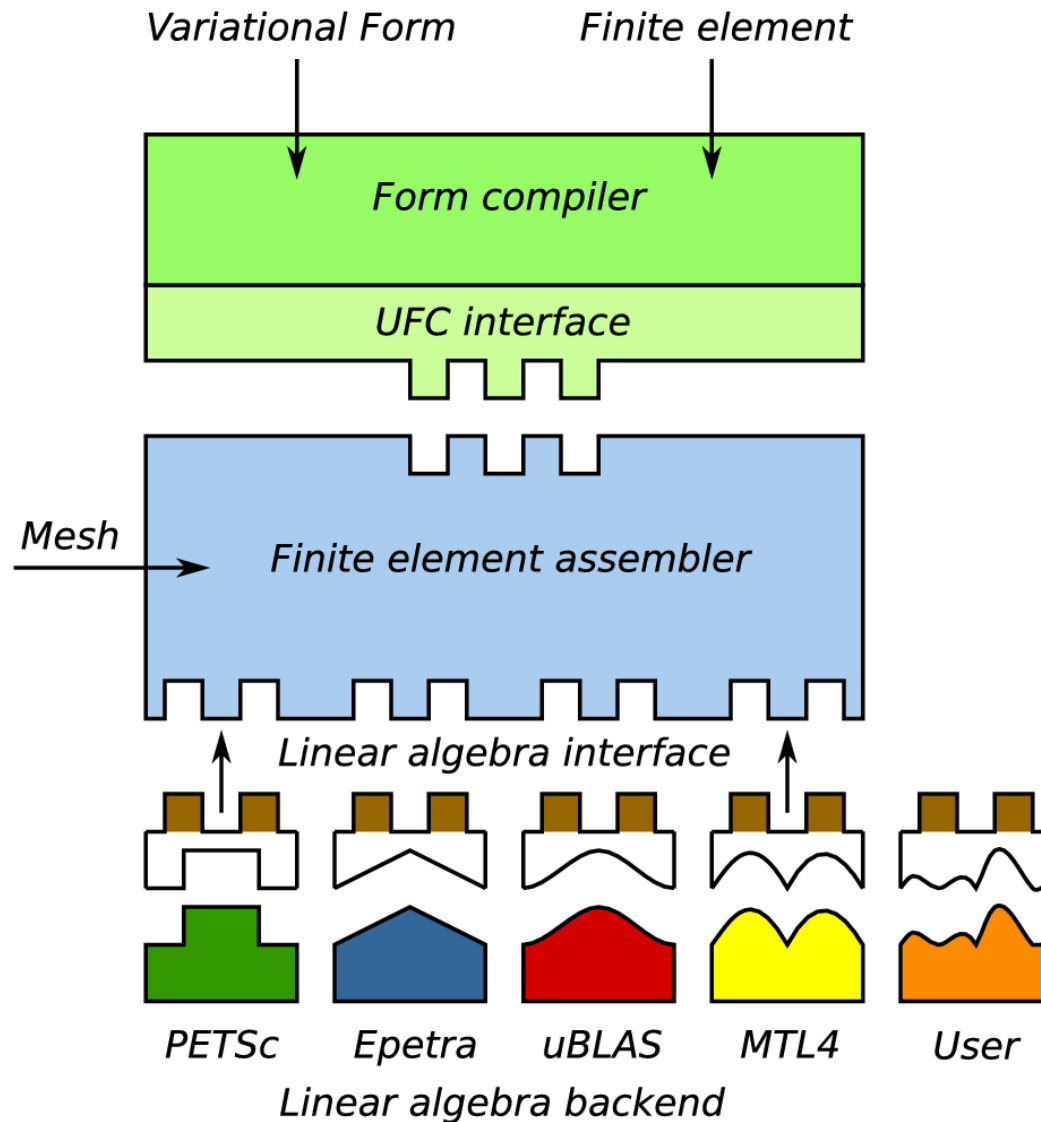 Variational Form Finite element
Form compiler
UFC interface
Mesh
Finite element assembler
Linear algebra interface
PETSc Epetra uBLAS MTL4 User
Linear algebra backend